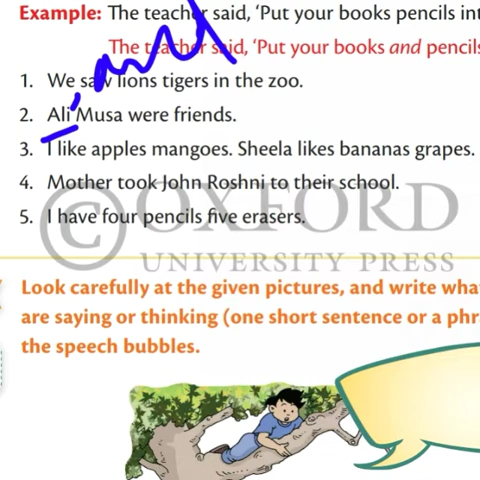 Example: The teacher said, 'Put your books pencils int
The teacher said, 'Put your books and pencils
and
1. We saw lions tigers in the zoo.
2. Ali Musa were friends.
3. I like apples mangoes. Sheela likes bananas grapes.
4. Mother took John Roshni to their school.
5. I have four pencils five erasers.
© OXFORD
UNIVERSITY PRESS
Look carefully at the given pictures, and write wha
are saying or thinking (one short sentence or a phr
the speech bubbles.